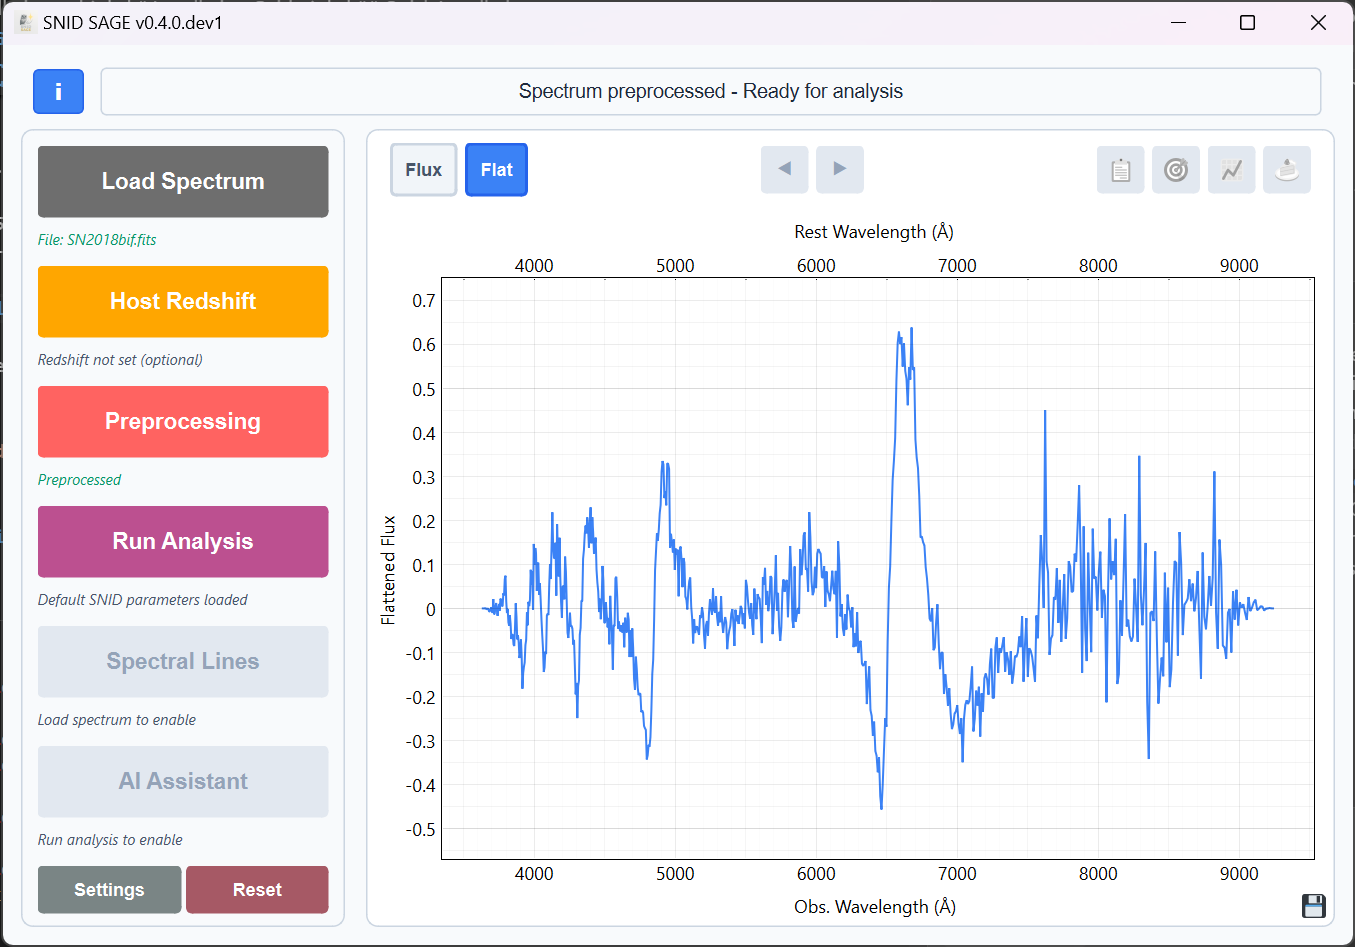 SNID SAGE v0.4.0.dev1
i
Spectrum preprocessed - Ready for analysis
Load Spectrum
File: SN2018bif.fits
Host Redshift
Redshift not set (optional)
Preprocessing
Preprocessed
Run Analysis
Default SNID parameters loaded
Spectral Lines
Load spectrum to enable
AI Assistant
Run analysis to enable
Settings
Reset
Flux
Flat
Rest Wavelength (Å)
4000 5000 6000 7000 8000 9000
0.7
0.6
0.5
0.4
0.3
0.2
0.1
0
-0.1
-0.2
-0.3
-0.4
-0.5
Flattened Flux
4000 5000 6000 7000 8000 9000
Obs. Wavelength (Å)